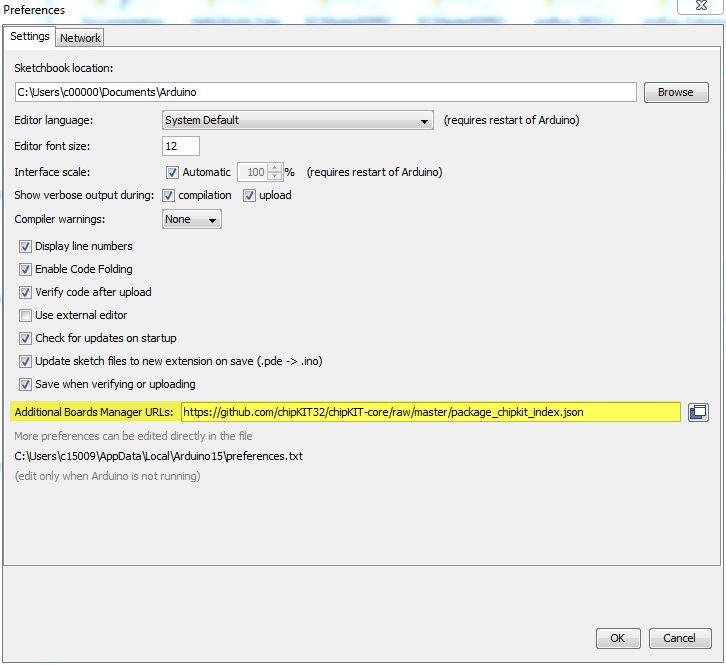 Preferences
Settings Network
Sketchbook location:
C:\Users\c00000\Documents\Arduino Browse
Editor language: System Default (requires restart of Arduino)
Editor font size: 12
Interface scale: Automatic 100 % (requires restart of Arduino)
Show verbose output during: compilation upload
Compiler warnings: None
Display line numbers
Enable Code Folding
Verify code after upload
Use external editor
Check for updates on startup
Update sketch files to new extension on save (.pde -> .ino)
Save when verifying or uploading
Additional Boards Manager URLs: https://github.com/chipKIT32/chipKIT-core/raw/master/package_chipkit_index.json
More preferences can be edited directly in the file
C:\Users\c15009\AppData\Local\Arduino15\preferences.txt
(edit only when Arduino is not running)
OK Cancel